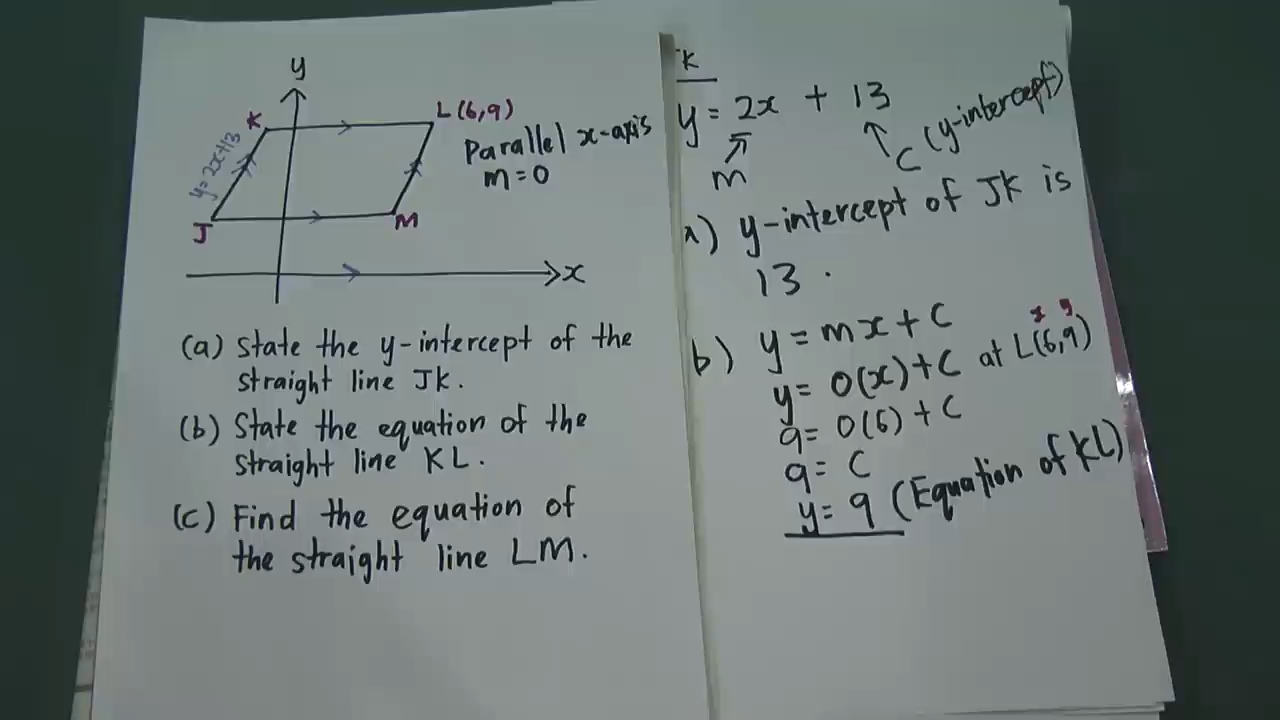 y
K
L(6,9)
Parallel x-axis
m=0
y=2x+13
J
M
x
(a) State the y-intercept of the
straight line JK.
(b) State the equation of the
straight line KL.
(c) Find the equation of
the straight line LM.
K
y = 2x + 13
m
C (y-intercept)
a) y-intercept of JK is
13.
b) y = mx + C
x y
y = 0(x) + C at L(6,9)
9 = 0(6) + C
9 = C
y = 9 (Equation of KL)